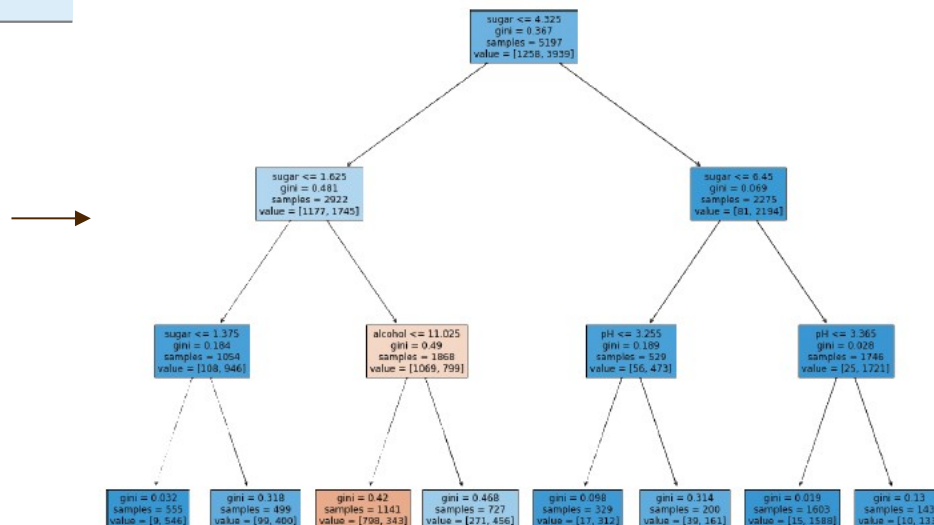 sugar <= 4.325
gini = 0.367
samples = 5197
value = [1258, 3939]
sugar <= 1.625
gini = 0.481
samples = 2922
value = [1177, 1745]
sugar <= 6.45
gini = 0.069
samples = 2275
value = [81, 2194]
sugar <= 1.375
gini = 0.184
samples = 1054
value = [108, 946]
alcohol <= 11.025
gini = 0.49
samples = 1868
value = [1069, 799]
pH <= 3.255
gini = 0.189
samples = 529
value = [56, 473]
pH <= 3.365
gini = 0.028
samples = 1746
value = [25, 1721]
gini = 0.032
samples = 555
value = [9, 546]
gini = 0.318
samples = 499
value = [99, 400]
gini = 0.42
samples = 1141
value = [798, 343]
gini = 0.468
samples = 727
value = [271, 456]
gini = 0.098
samples = 329
value = [17, 312]
gini = 0.314
samples = 200
value = [39, 161]
gini = 0.019
samples = 1603
value = [15, 1588]
gini = 0.13
samples = 143
value = [10, 133